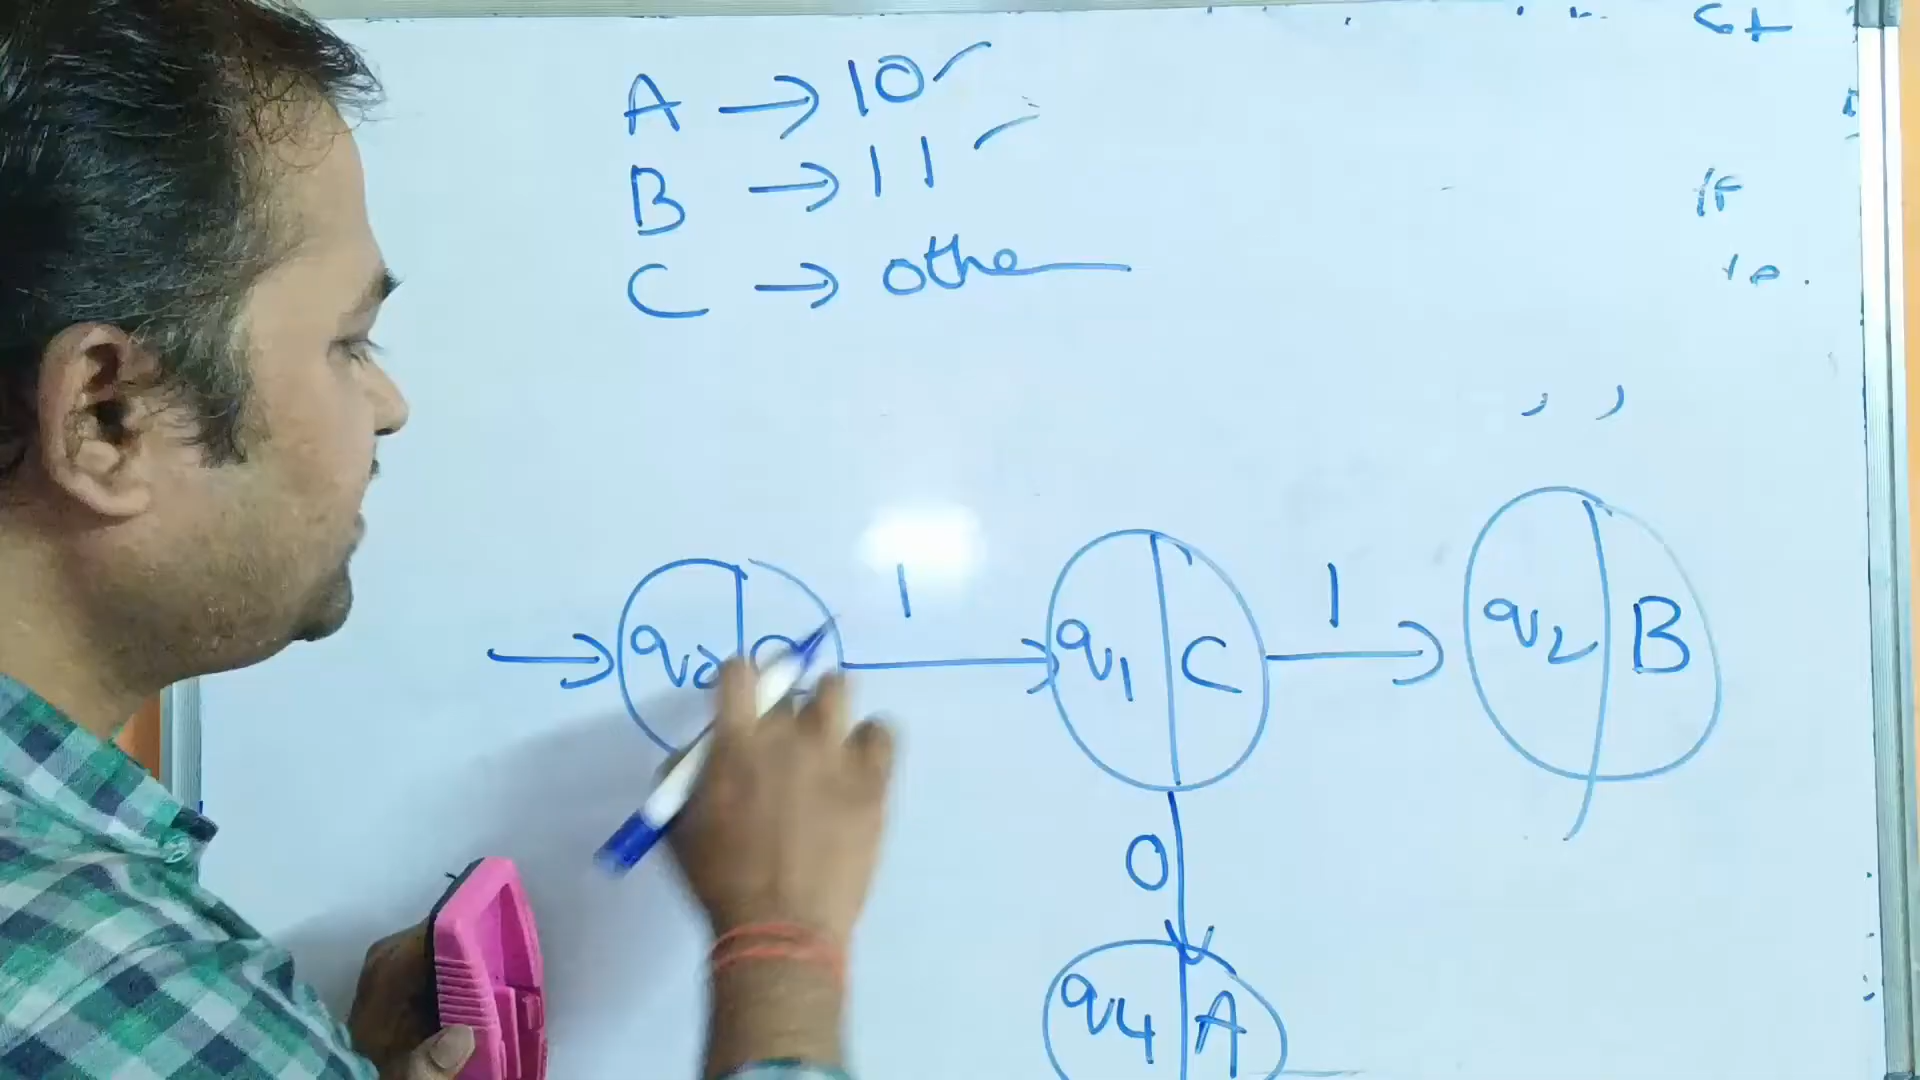 A → 10
B → 11
C → othe
1
1
q0 C
q1 C
q2 B
0
q4 A